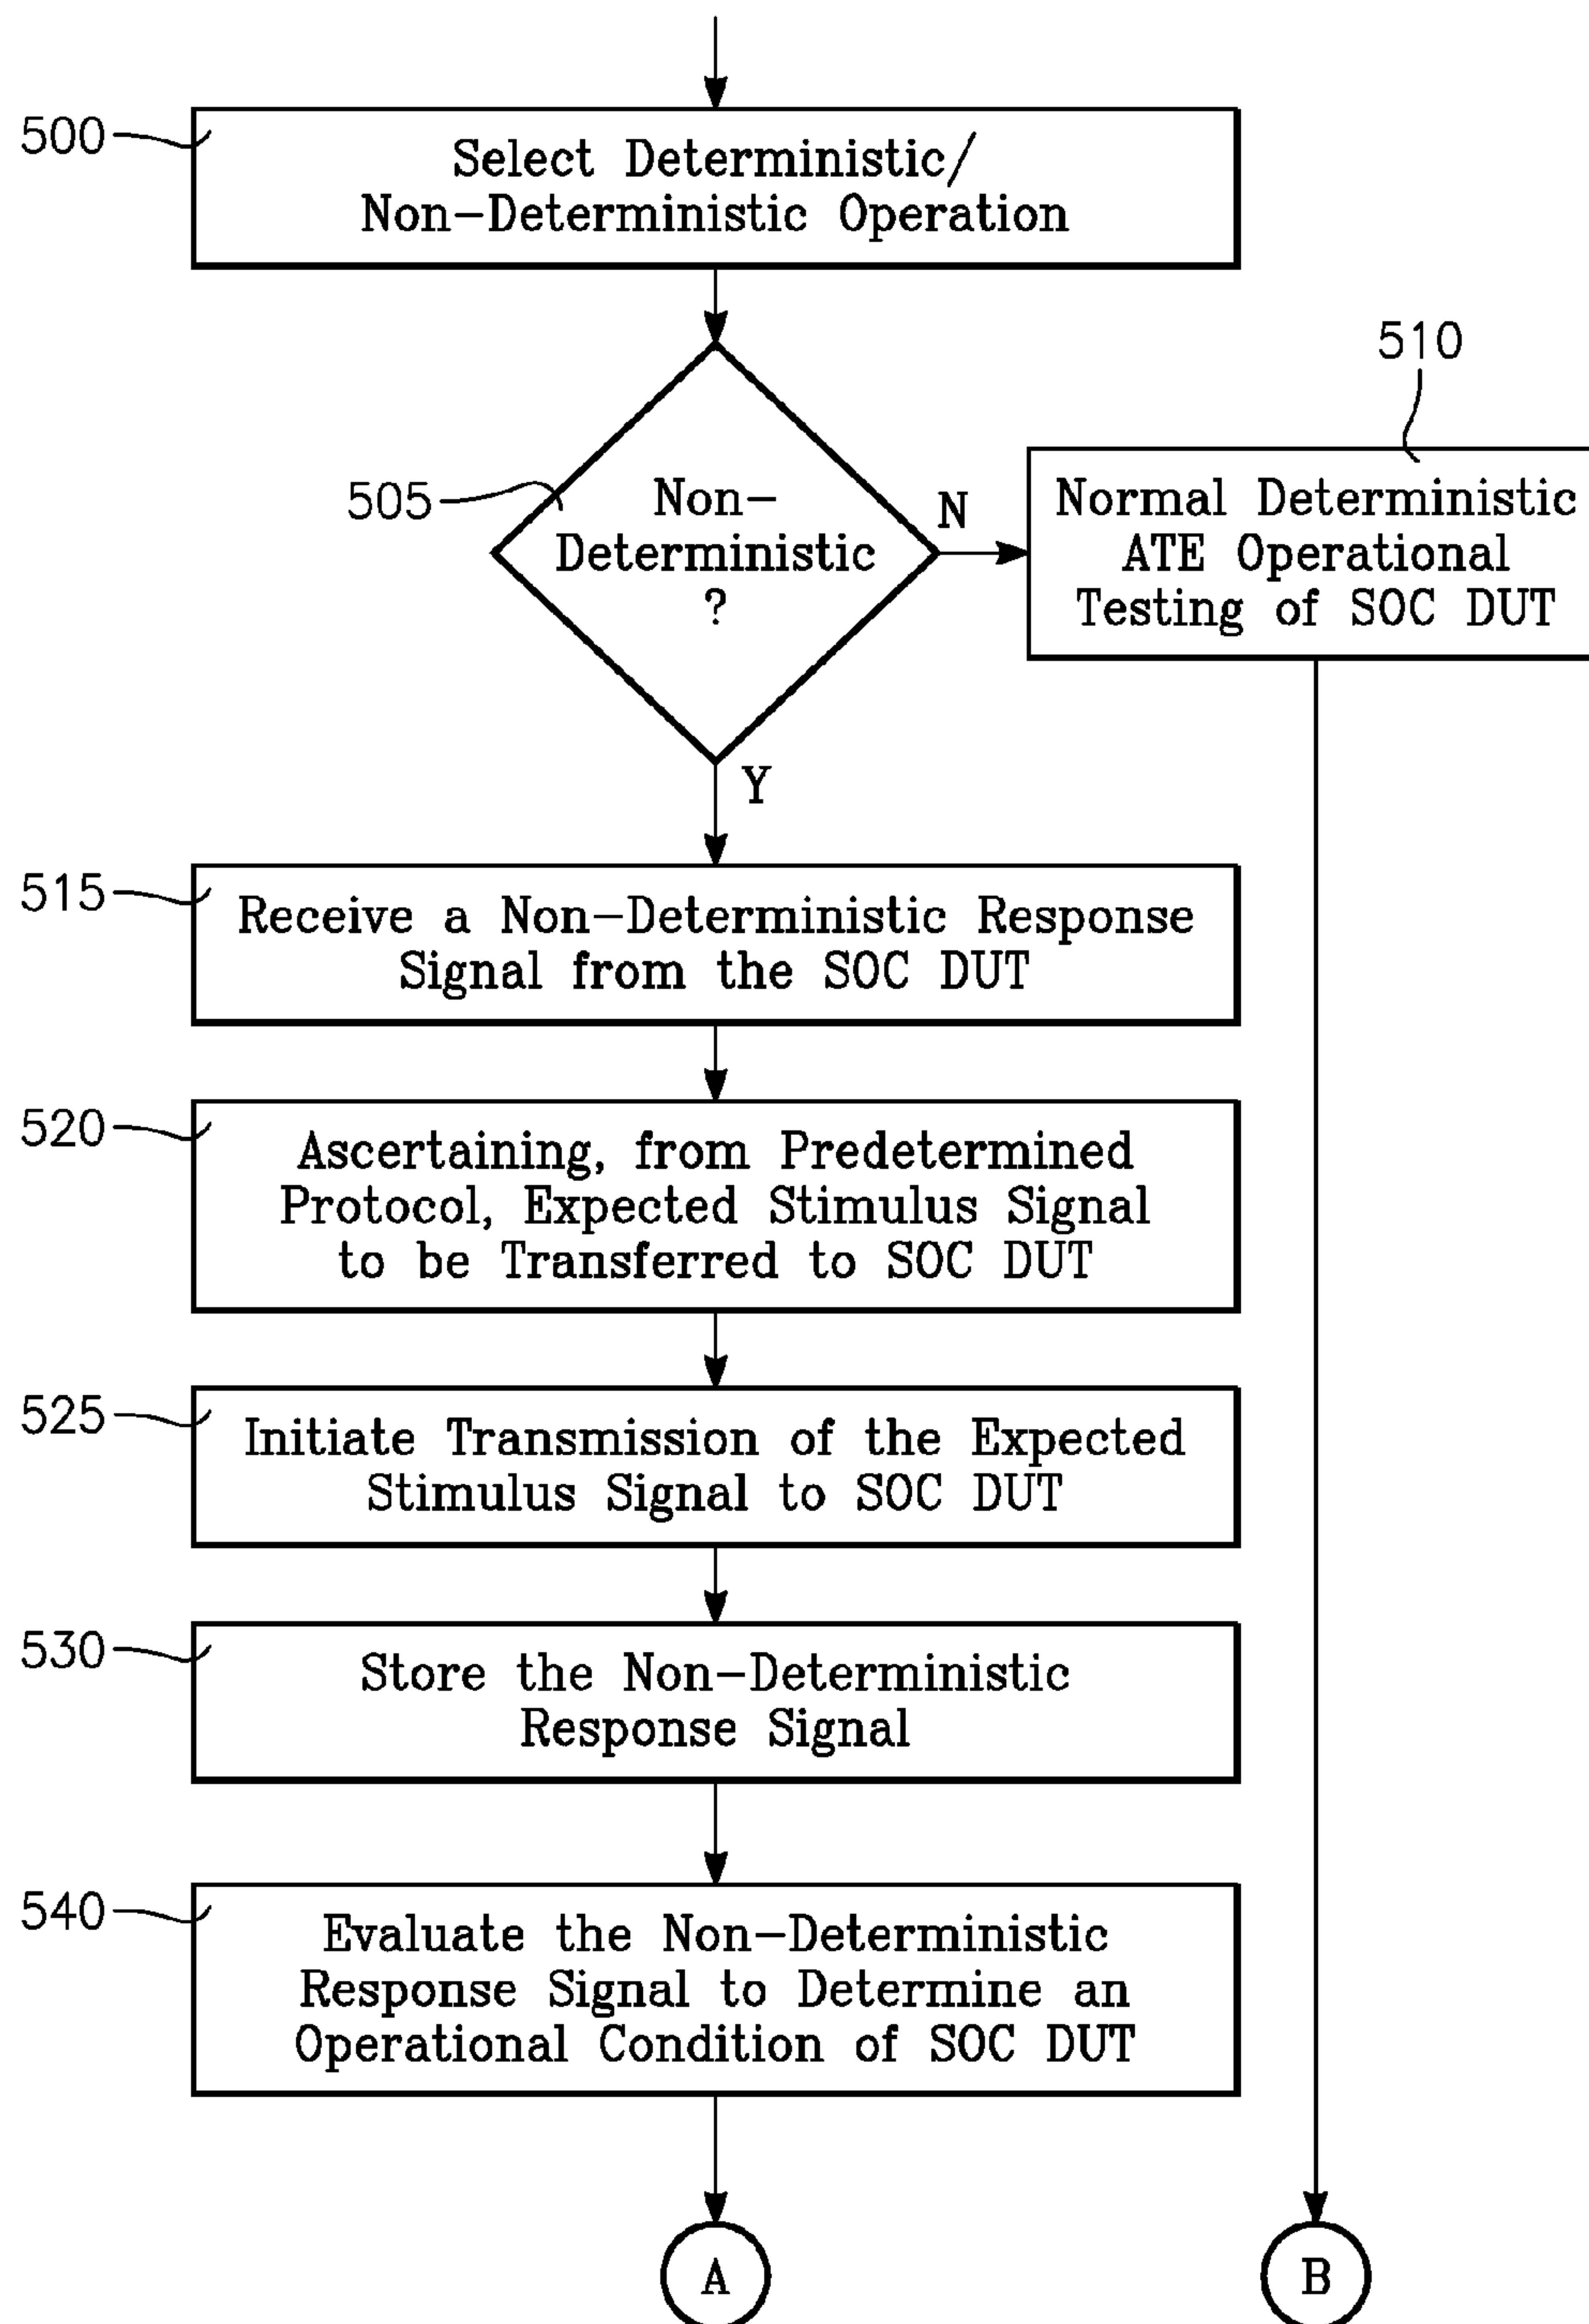 500
Select Deterministic/
Non-Deterministic Operation
510
505
Non-
Deterministic
?
N
Normal Deterministic
ATE Operational
Testing of SOC DUT
Y
515
Receive a Non-Deterministic Response
Signal from the SOC DUT
520
Ascertaining, from Predetermined
Protocol, Expected Stimulus Signal
to be Transferred to SOC DUT
525
Initiate Transmission of the Expected
Stimulus Signal to SOC DUT
530
Store the Non-Deterministic
Response Signal
540
Evaluate the Non-Deterministic
Response Signal to Determine an
Operational Condition of SOC DUT
A
B